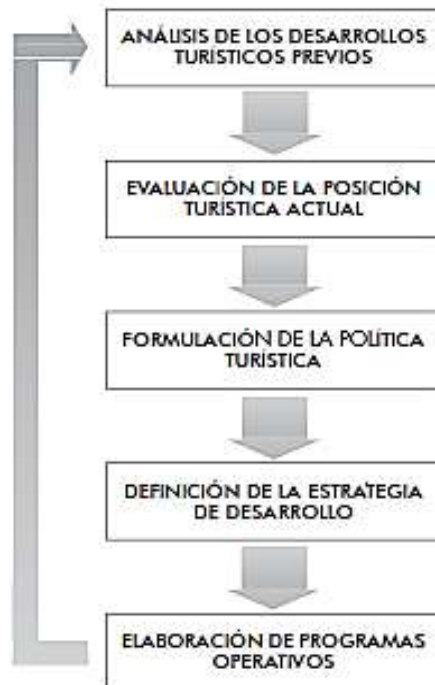 ANÁLISIS DE LOS DESARROLLOS
TURÍSTICOS PREVIOS
EVALUACIÓN DE LA POSICIÓN
TURÍSTICA ACTUAL
FORMULACIÓN DE LA POLÍTICA
TURÍSTICA
DEFINICIÓN DE LA ESTRATEGIA
DE DESARROLLO
ELABORACIÓN DE PROGRAMAS
OPERATIVOS